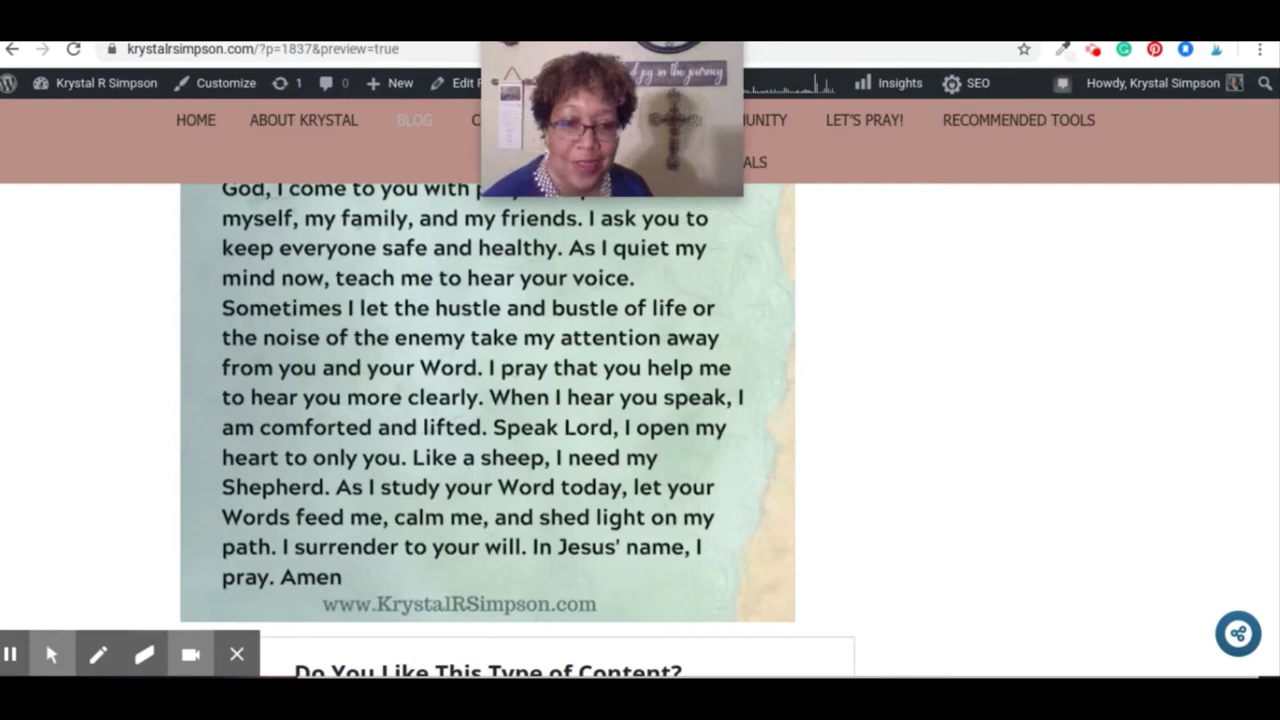 krystalrsimpson.com/?p=1837&preview=true
Krystal R Simpson Customize 1 0 New Edit Insights SEO Howdy, Krystal Simpson
joy in the journey
HOME ABOUT KRYSTAL BLOG LET'S PRAY! RECOMMENDED TOOLS
God, I come to you with
myself, my family, and my friends. I ask you to
keep everyone safe and healthy. As I quiet my
mind now, teach me to hear your voice.
Sometimes I let the hustle and bustle of life or
the noise of the enemy take my attention away
from you and your Word. I pray that you help me
to hear you more clearly. When I hear you speak, I
am comforted and lifted. Speak Lord, I open my
heart to only you. Like a sheep, I need my
Shepherd. As I study your Word today, let your
Words feed me, calm me, and shed light on my
path. I surrender to your will. In Jesus' name, I
pray. Amen
www.KrystalRSimpson.com
Do You Like This Type of Content?